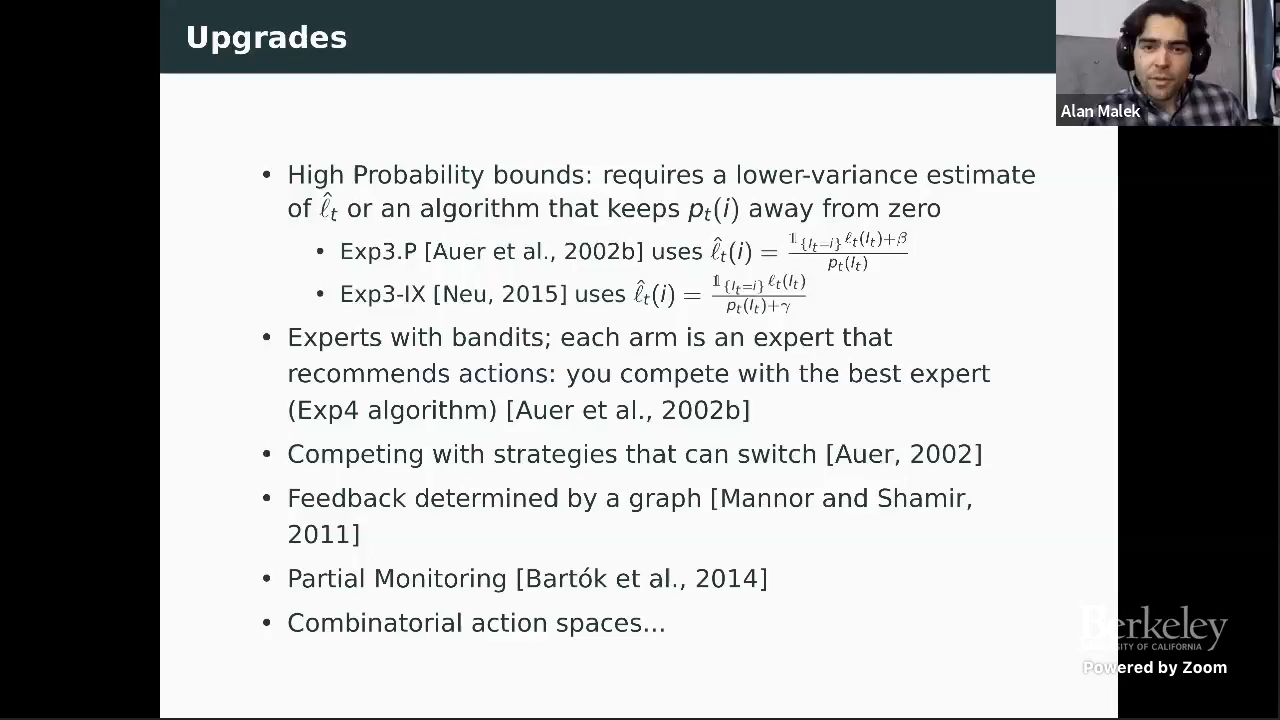 Upgrades
Alan Malek
• High Probability bounds: requires a lower-variance estimate
of ℓ̂ₜ or an algorithm that keeps pₜ(i) away from zero
• Exp3.P [Auer et al., 2002b] uses ℓ̂ₜ(i) = (𝟙{Iₜ=i} ℓₜ(Iₜ)+β) / pₜ(Iₜ)
• Exp3-IX [Neu, 2015] uses ℓ̂ₜ(i) = (𝟙{Iₜ=i} ℓₜ(Iₜ)) / (pₜ(Iₜ)+γ)
• Experts with bandits; each arm is an expert that
recommends actions: you compete with the best expert
(Exp4 algorithm) [Auer et al., 2002b]
• Competing with strategies that can switch [Auer, 2002]
• Feedback determined by a graph [Mannor and Shamir,
2011]
• Partial Monitoring [Bartók et al., 2014]
• Combinatorial action spaces...
Berkeley
OF CALIFORNIA
Powered by Zoom